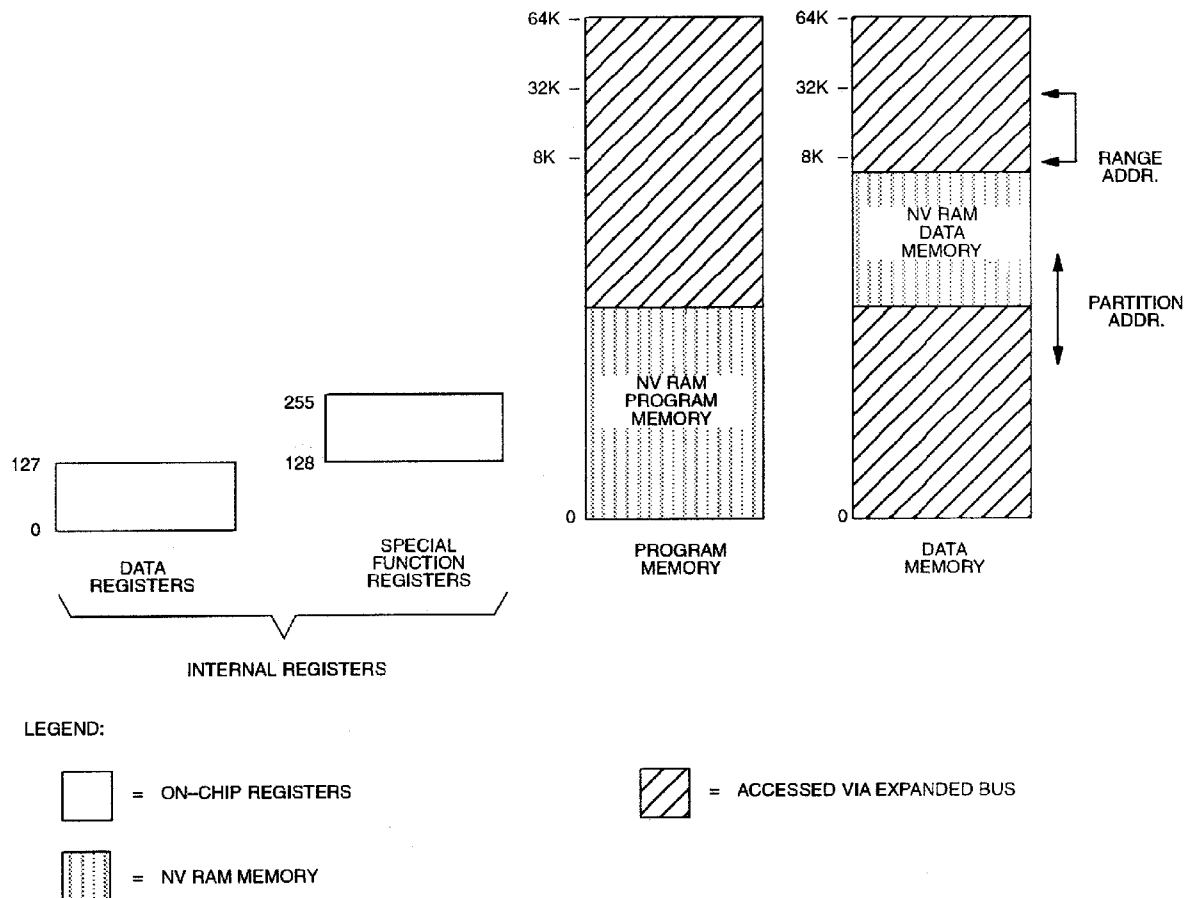 64K –
32K –
8K –
NV RAM
PROGRAM
MEMORY
0
PROGRAM
MEMORY
64K –
32K –
8K –
NV RAM
DATA
MEMORY
0
DATA
MEMORY
RANGE
ADDR.
PARTITION
ADDR.
127
0
DATA
REGISTERS
255
128
SPECIAL
FUNCTION
REGISTERS
INTERNAL REGISTERS
LEGEND:
= ON–CHIP REGISTERS
= ACCESSED VIA EXPANDED BUS
= NV RAM MEMORY